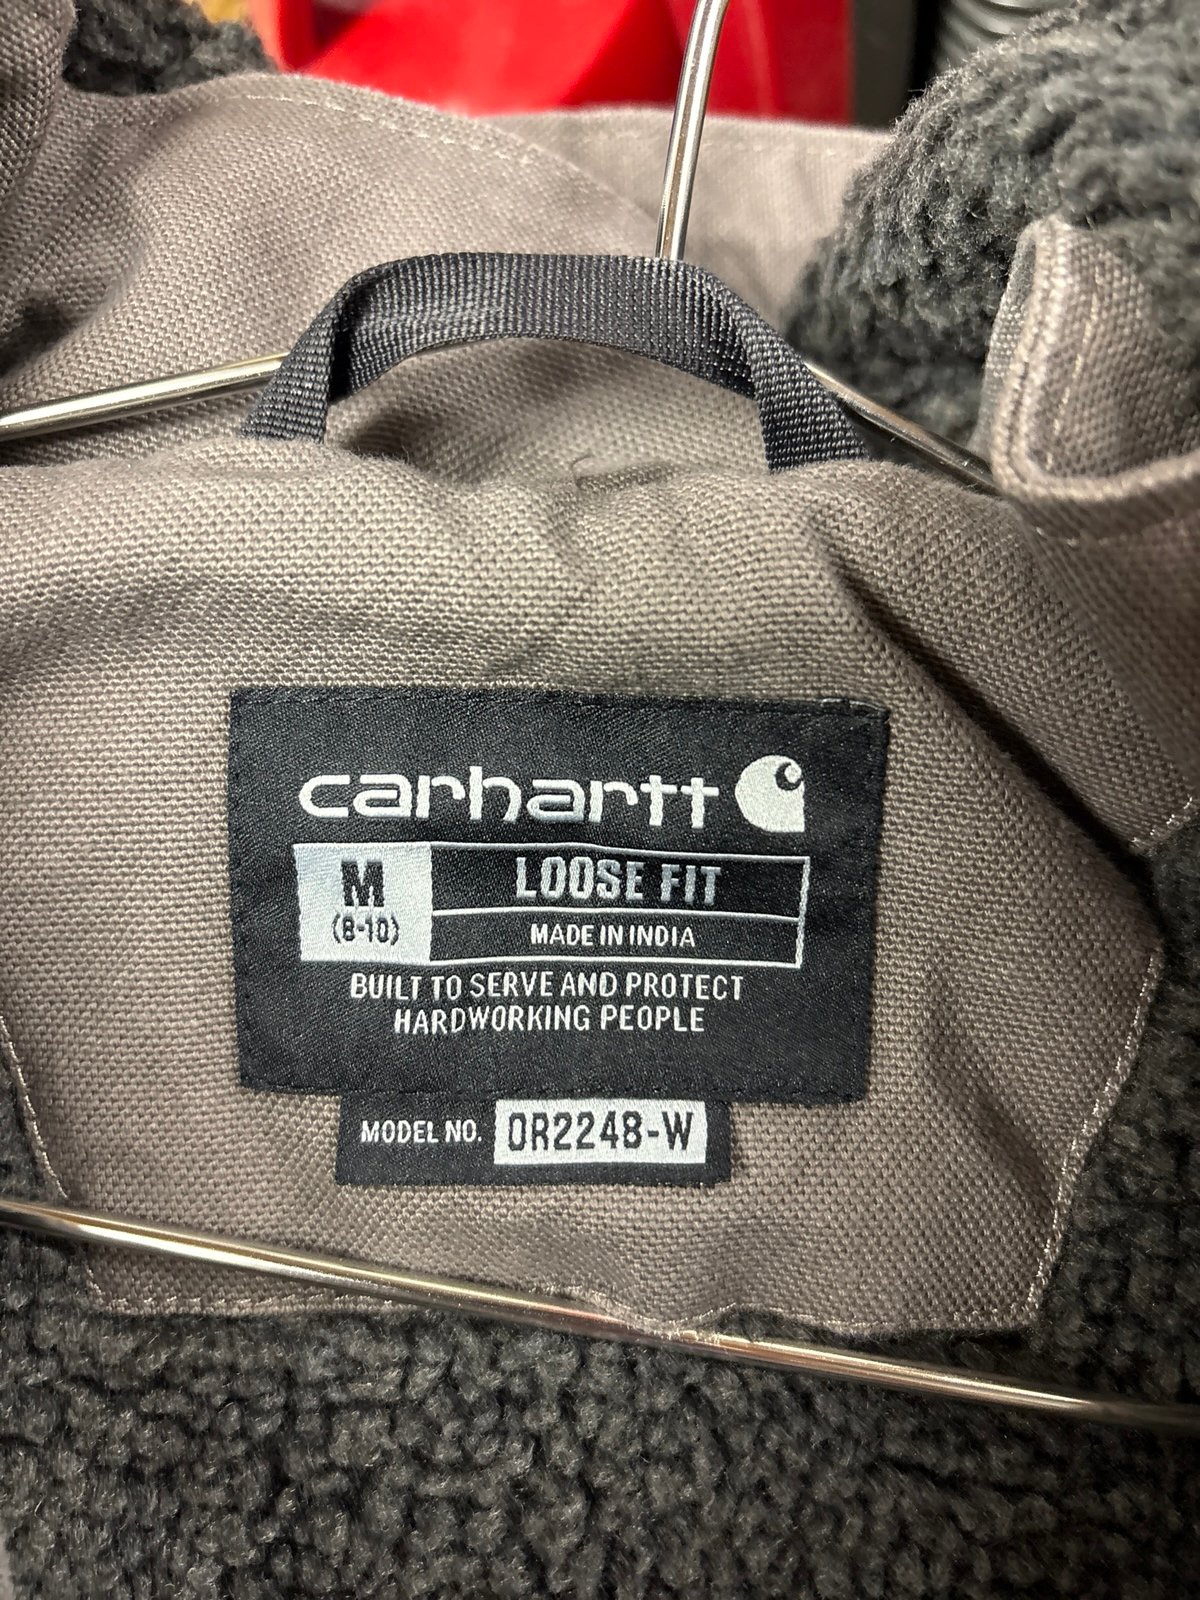 carhartt
M
(8-10)
LOOSE FIT
MADE IN INDIA
BUILT TO SERVE AND PROTECT
HARDWORKING PEOPLE
MODEL NO. OR2248-W